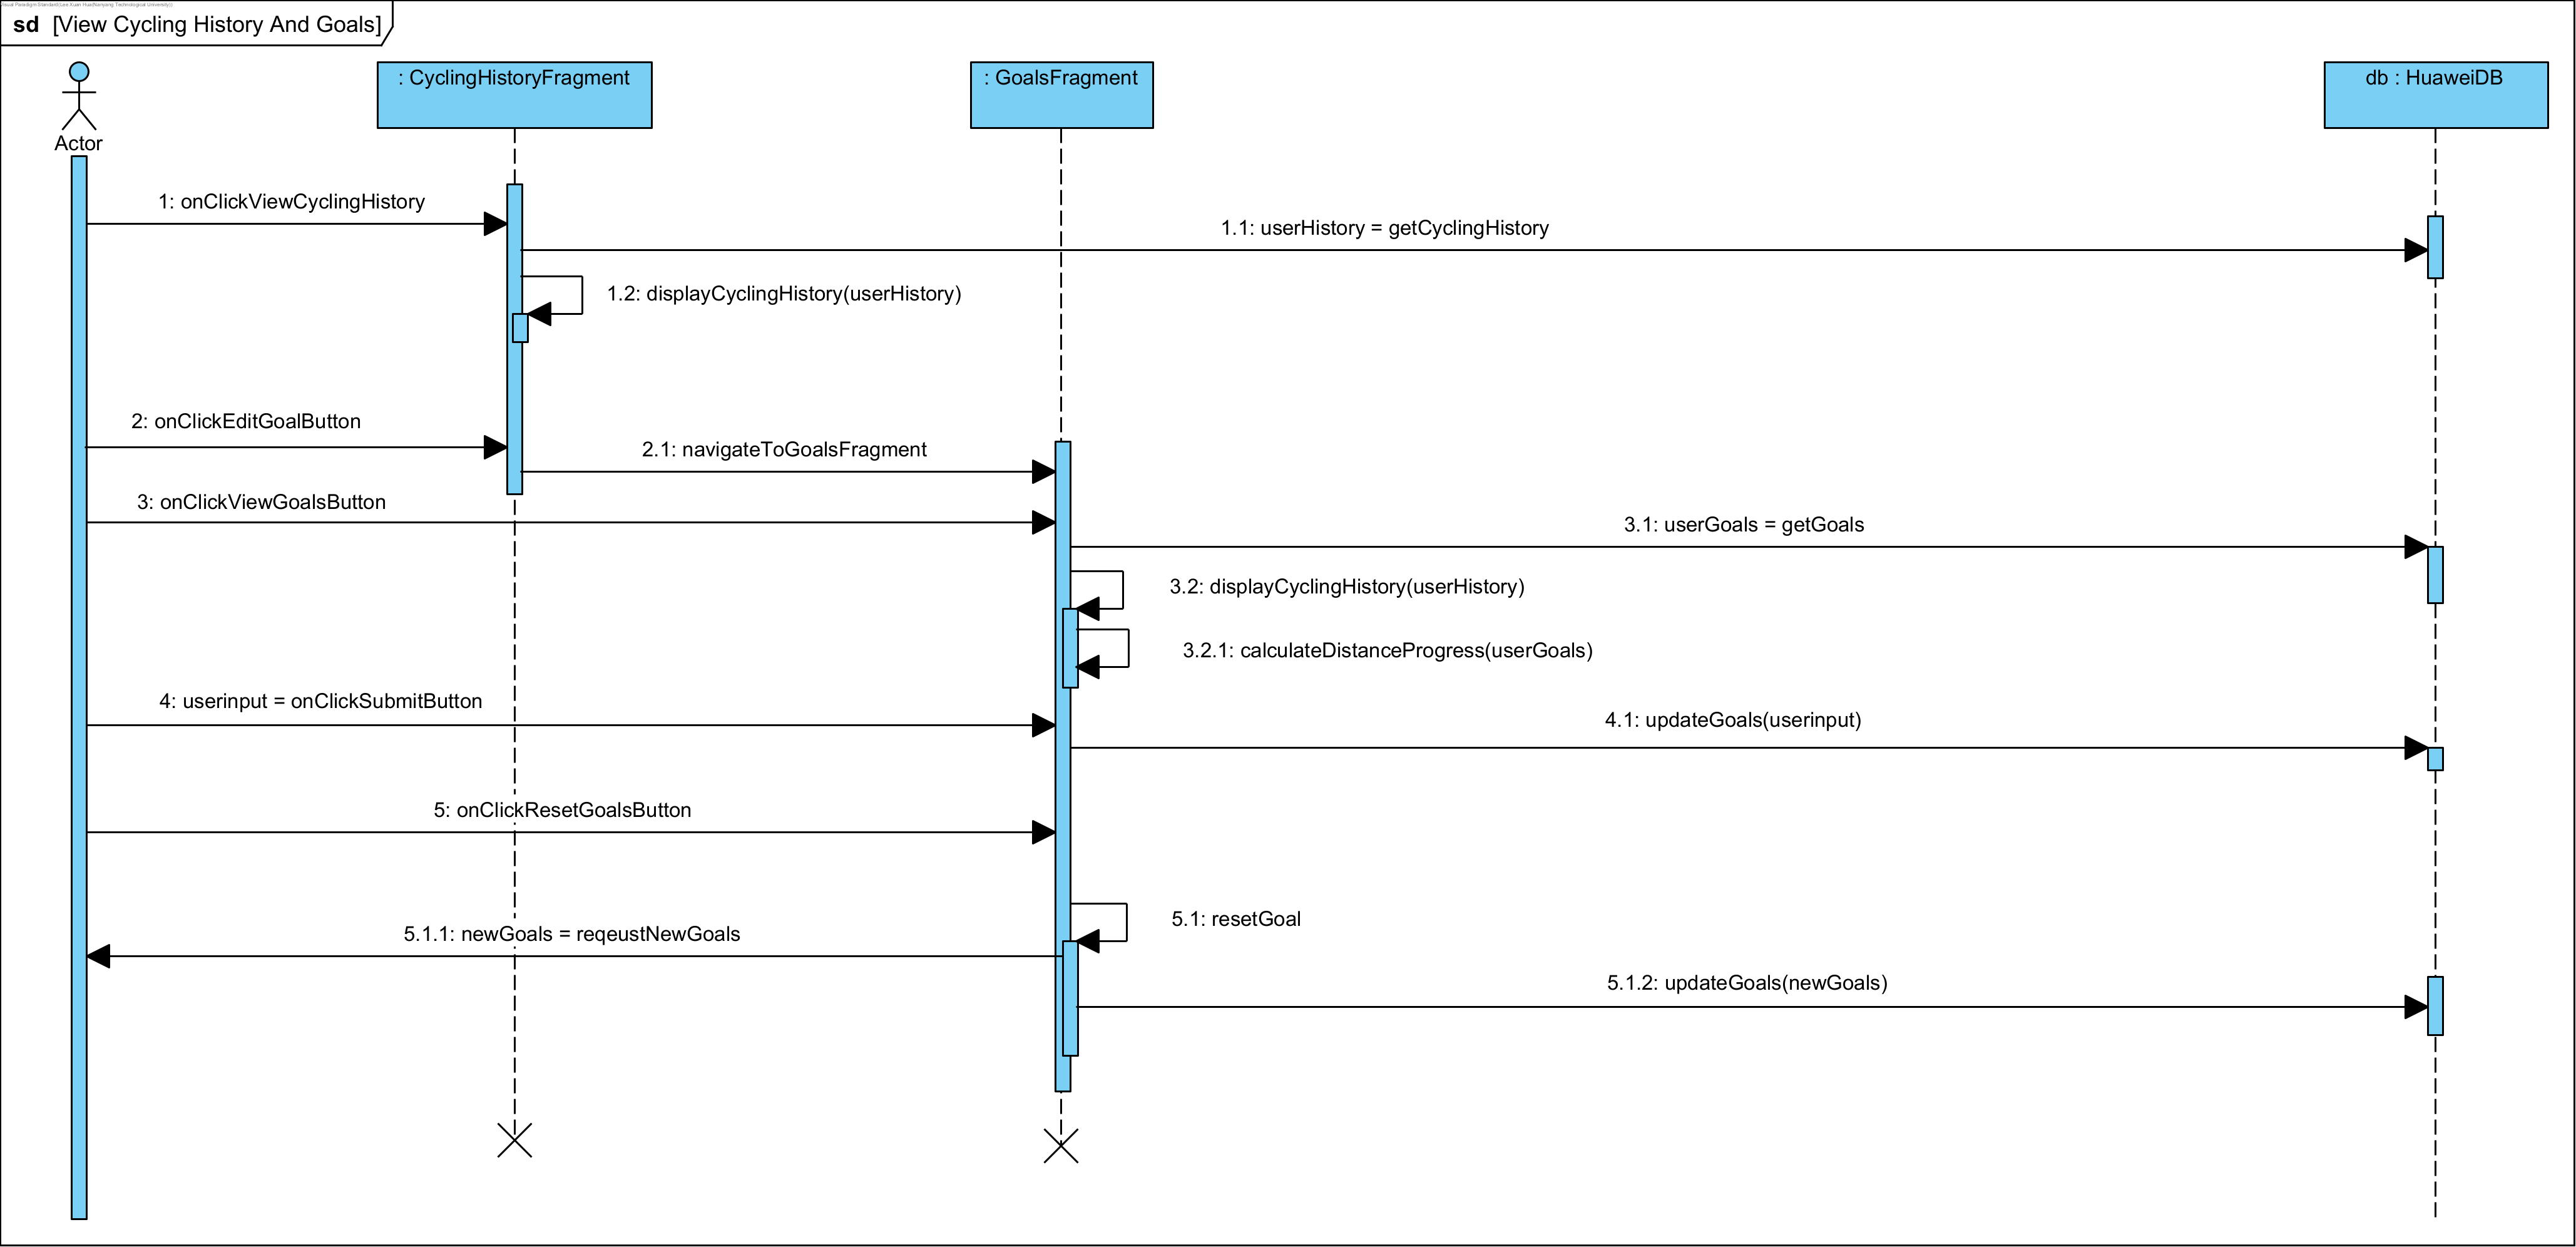 Visual Paradigm Standard(Lee Xuan Hua(Nanyang Technological University))
sd [View Cycling History And Goals]
: CyclingHistoryFragment
: GoalsFragment
db : HuaweiDB
Actor
1: onClickViewCyclingHistory
1.1: userHistory = getCyclingHistory
1.2: displayCyclingHistory(userHistory)
2: onClickEditGoalButton
2.1: navigateToGoalsFragment
3: onClickViewGoalsButton
3.1: userGoals = getGoals
3.2: displayCyclingHistory(userHistory)
3.2.1: calculateDistanceProgress(userGoals)
4: userinput = onClickSubmitButton
4.1: updateGoals(userinput)
5: onClickResetGoalsButton
5.1: resetGoal
5.1.1: newGoals = reqeustNewGoals
5.1.2: updateGoals(newGoals)